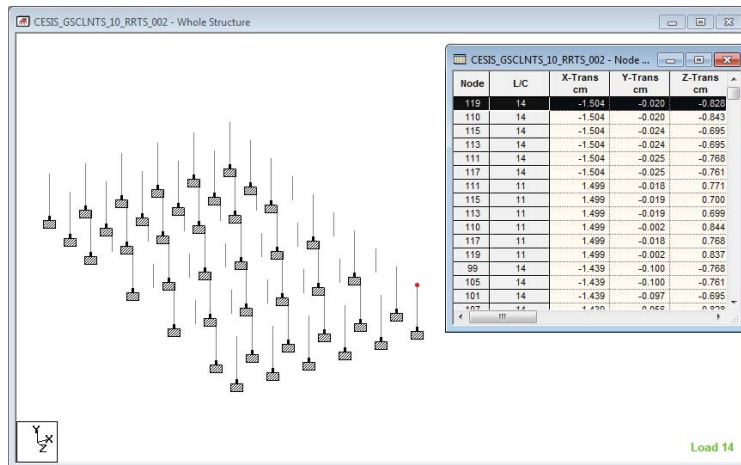 CESIS_GSCLNTS_10_RRTS_002 - Whole Structure
CESIS_GSCLNTS_10_RRTS_002 - Node ...
Node L/C X-Trans cm Y-Trans cm Z-Trans cm
119 14 -1.504 -0.020 -0.828
110 14 -1.504 -0.020 -0.843
115 14 -1.504 -0.024 -0.695
113 14 -1.504 -0.024 -0.695
111 14 -1.504 -0.025 -0.768
117 14 -1.504 -0.025 -0.761
111 11 1.499 -0.018 0.771
115 11 1.499 -0.019 0.700
113 11 1.499 -0.019 0.699
110 11 1.499 -0.002 0.844
117 11 1.499 -0.018 0.768
119 11 1.499 -0.002 0.837
99 14 -1.439 -0.100 -0.768
105 14 -1.439 -0.100 -0.761
101 14 -1.439 -0.097 -0.695
Y
X
Z
Load 14